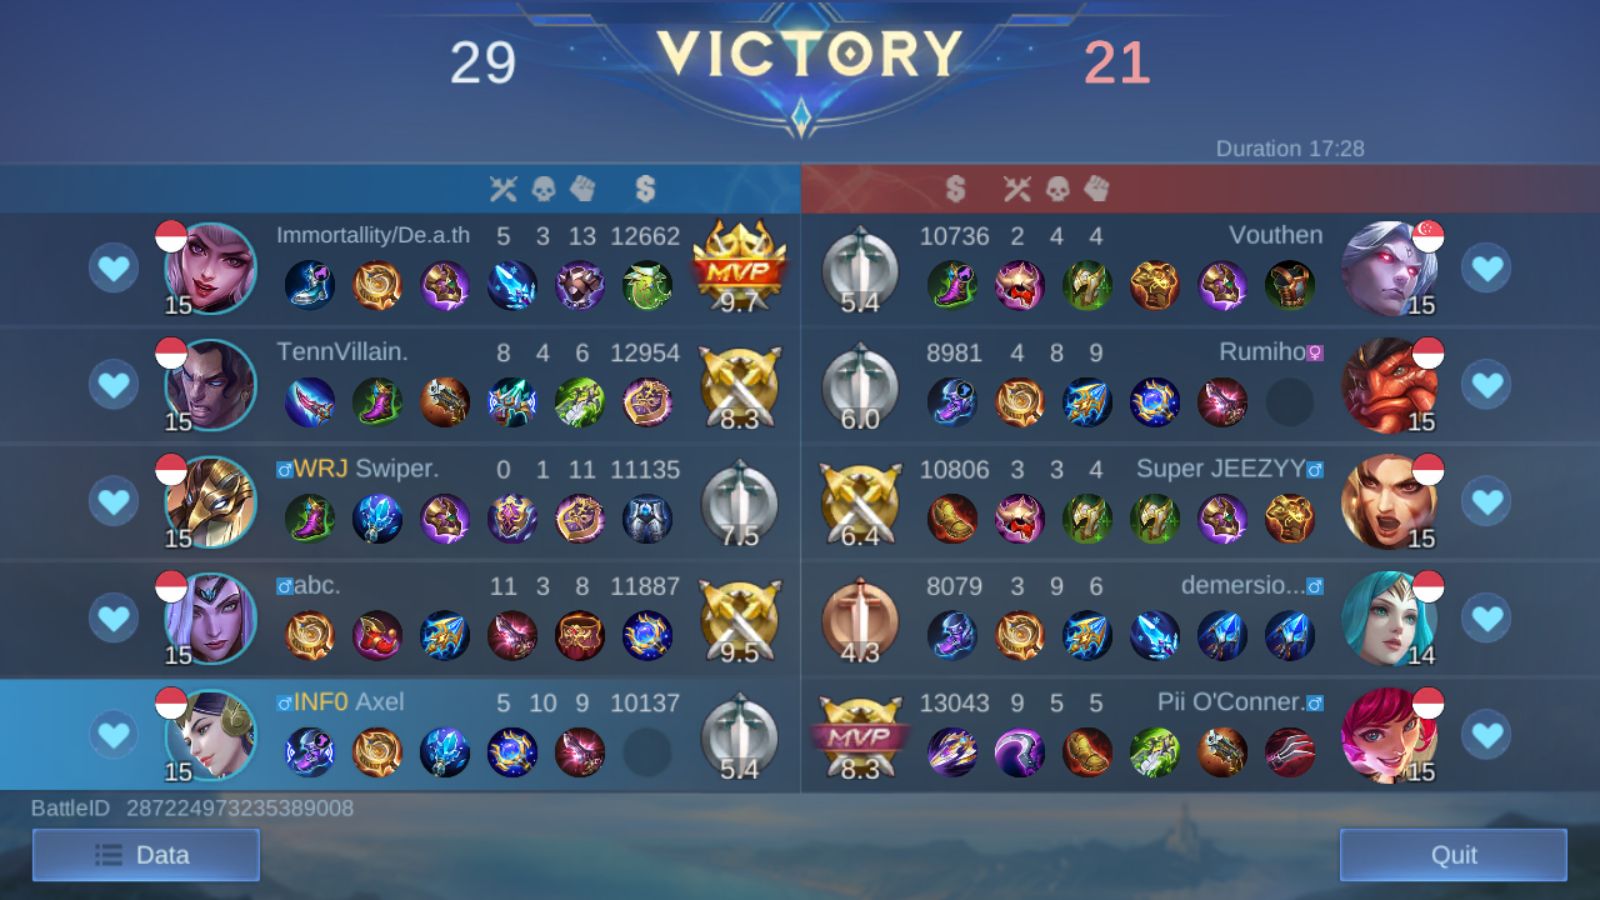 29 VICTORY 21
Duration 17:28
Immortallity/De.a.th 5 3 13 12662 MVP 9.7 15
10736 2 4 4 Vouthen 5.4 15
TennVillain. 8 4 6 12954 8.3 15
8981 4 8 9 Rumiho♀ 6.0 15
♂WRJ Swiper. 0 1 11 11135 7.5 15
10806 3 3 4 Super JEEZYY♂ 6.4 15
♂abc. 11 3 8 11887 9.5 15
8079 3 9 6 demersio...♂ 4.3 14
♂INF0 Axel 5 10 9 10137 5.4 15
13043 9 5 5 Pii O'Conner.♂ MVP 8.3 15
BattleID 287224973235389008
Data
Quit